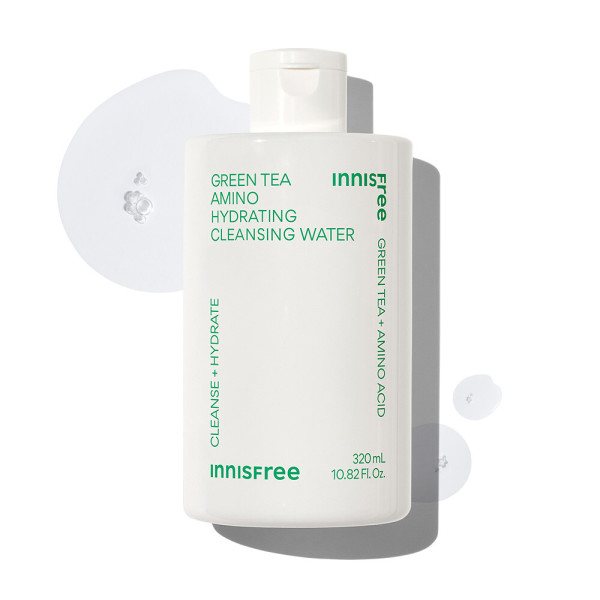 GREEN TEA
AMINO
HYDRATING
CLEANSING WATER
INNISFree
GREEN TEA + AMINO ACID
CLEANSE + HYDRATE
INNISFree
320 mL
10.82 Fl. Oz.